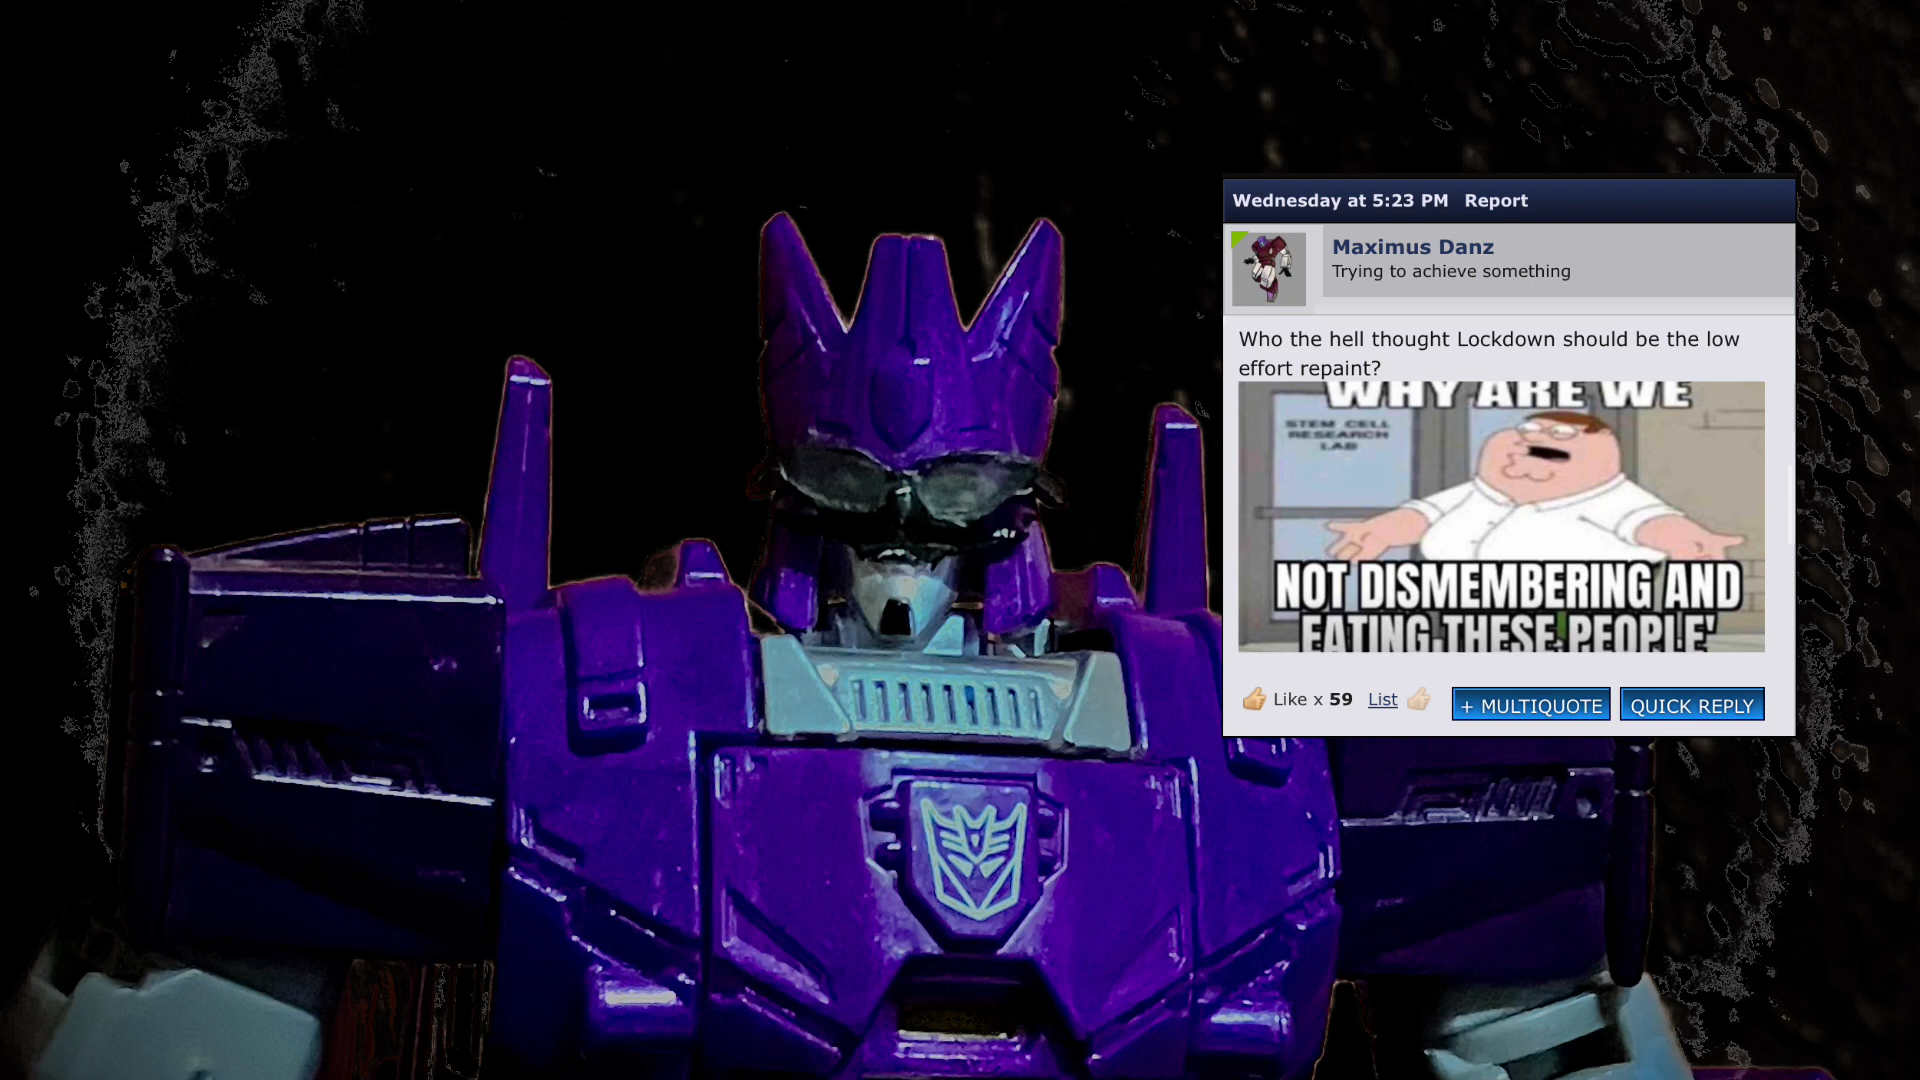 Wednesday at 5:23 PM Report
Maximus Danz
Trying to achieve something
Who the hell thought Lockdown should be the low
effort repaint?
WHY ARE WE
STEM CELL
RESEARCH
LAB
NOT DISMEMBERING AND
EATING THESE PEOPLE'
Like x 59 List + MULTIQUOTE QUICK REPLY